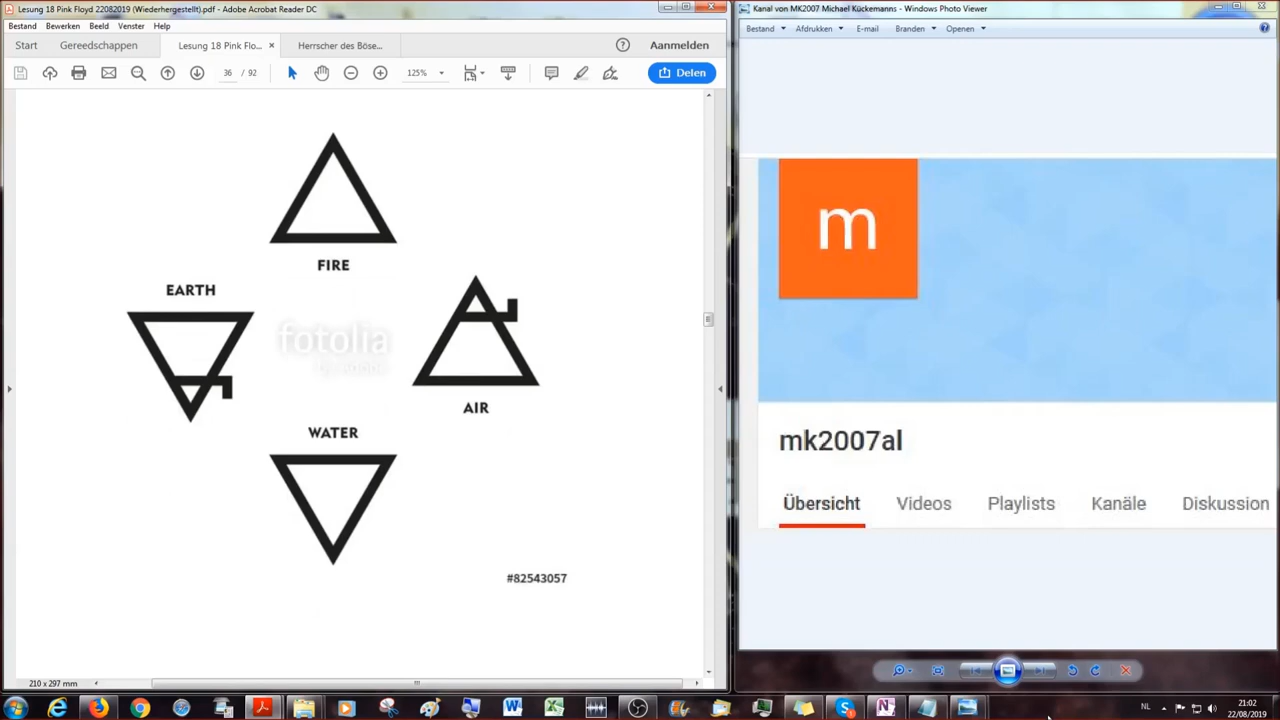 Lesung 18 Pink Floyd 22082019 (Wiederhergestellt).pdf - Adobe Acrobat Reader DC
Bestand Bewerken Beeld Venster Help
Start Gereedschappen Lesung 18 Pink Flo... × Herrscher des Böse... Aanmelden
36 / 92 125% Delen
FIRE
EARTH
fotolia
by Adobe
AIR
WATER
#82543057
210 x 297 mm
Kanal von MK2007 Michael Kückemanns - Windows Photo Viewer
Bestand Afdrukken E-mail Branden Openen
m
mk2007al
Übersicht Videos Playlists Kanäle Diskussion
NL 21:02
22/08/2019